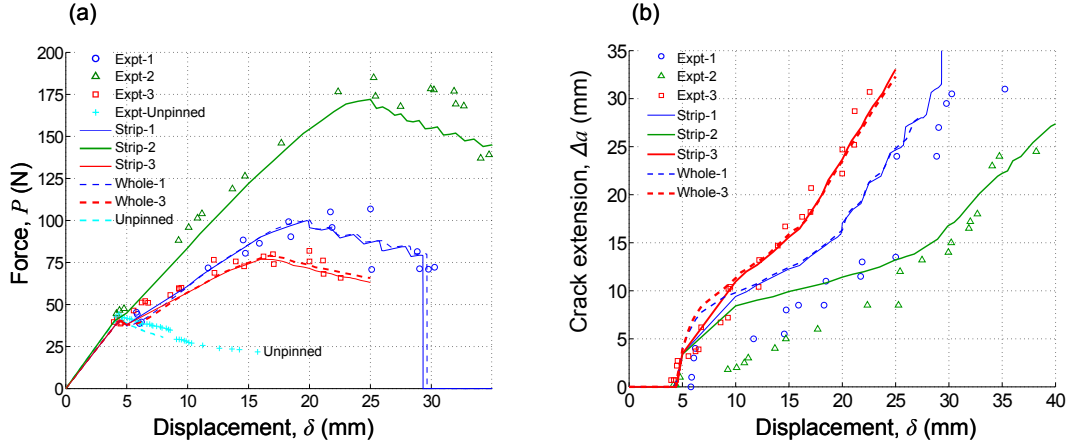 (a)
Force, P (N)
200
175
150
125
100
75
50
25
0
Expt-1
Expt-2
Expt-3
Expt-Unpinned
Strip-1
Strip-2
Strip-3
Whole-1
Whole-3
Unpinned
Unpinned
0 5 10 15 20 25 30
Displacement, δ (mm)
(b)
Crack extension, Δa (mm)
35
30
25
20
15
10
5
0
Expt-1
Expt-2
Expt-3
Strip-1
Strip-2
Strip-3
Whole-1
Whole-3
0 5 10 15 20 25 30 35 40
Displacement, δ (mm)